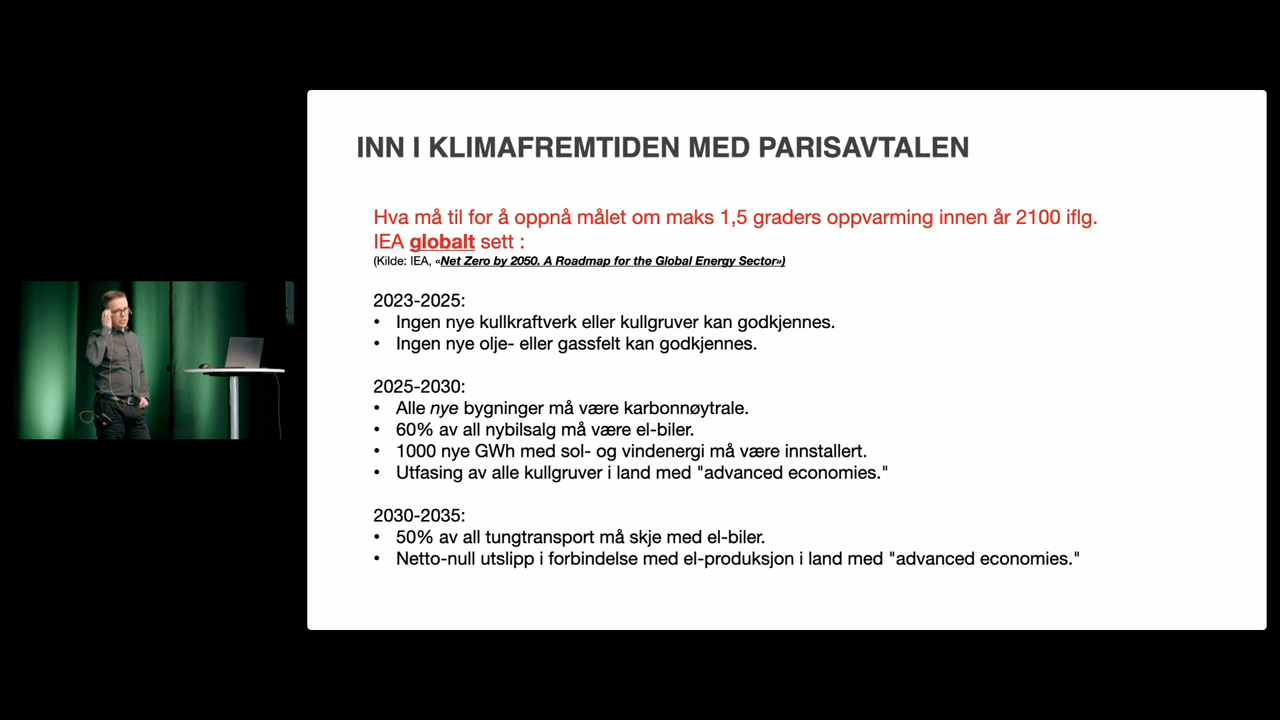 INN I KLIMAFREMTIDEN MED PARISAVTALEN
Hva må til for å oppnå målet om maks 1,5 graders oppvarming innen år 2100 iflg.
IEA globalt sett :
(Kilde: IEA, «Net Zero by 2050. A Roadmap for the Global Energy Sector»)
2023-2025:
• Ingen nye kullkraftverk eller kullgruver kan godkjennes.
• Ingen nye olje- eller gassfelt kan godkjennes.
2025-2030:
• Alle nye bygninger må være karbonnøytrale.
• 60% av all nybilsalg må være el-biler.
• 1000 nye GWh med sol- og vindenergi må være innstallert.
• Utfasing av alle kullgruver i land med "advanced economies."
2030-2035:
• 50% av all tungtransport må skje med el-biler.
• Netto-null utslipp i forbindelse med el-produksjon i land med "advanced economies."